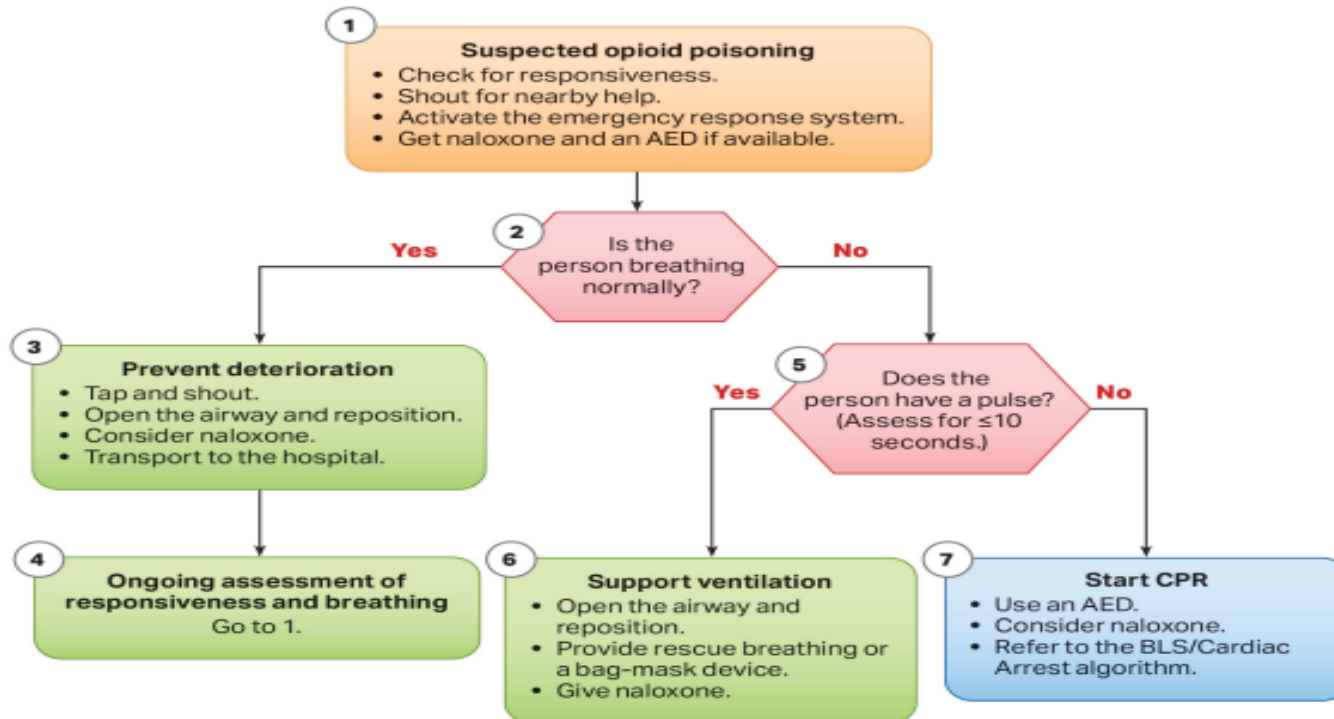 1
Suspected opioid poisoning
• Check for responsiveness.
• Shout for nearby help.
• Activate the emergency response system.
• Get naloxone and an AED if available.
2
Is the
person breathing
normally?
Yes
No
3
Prevent deterioration
• Tap and shout.
• Open the airway and reposition.
• Consider naloxone.
• Transport to the hospital.
4
Ongoing assessment of
responsiveness and breathing
Go to 1.
5
Does the
person have a pulse?
(Assess for ≤10
seconds.)
Yes
No
6
Support ventilation
• Open the airway and
reposition.
• Provide rescue breathing or
a bag-mask device.
• Give naloxone.
7
Start CPR
• Use an AED.
• Consider naloxone.
• Refer to the BLS/Cardiac
Arrest algorithm.